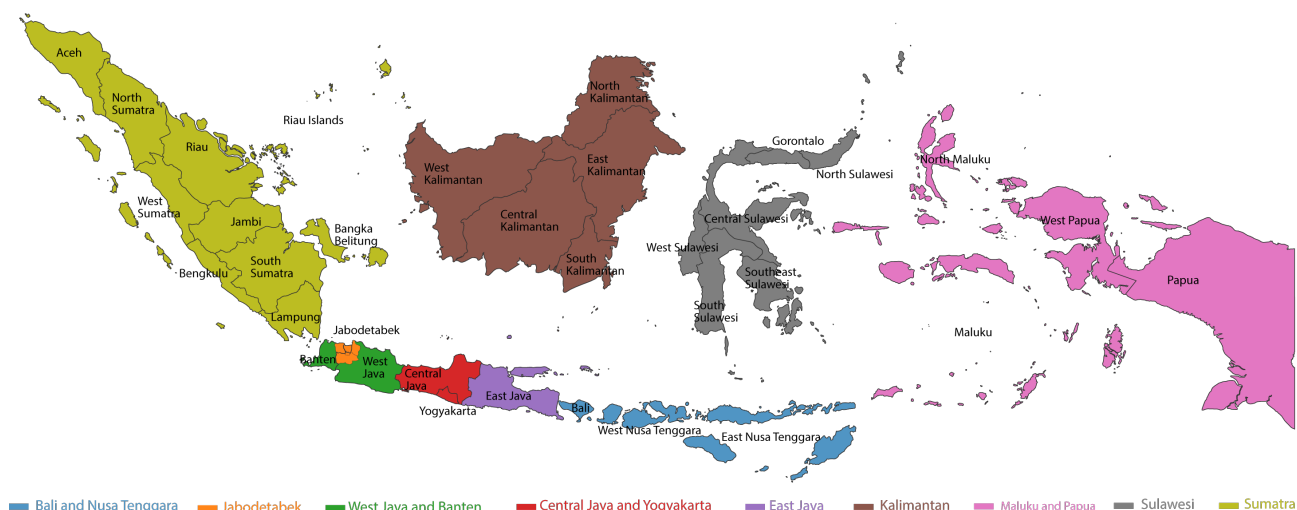 Aceh
North
Sumatra
Riau Islands
Riau
West
Sumatra
Jambi
Bangka
Belitung
Bengkulu
South
Sumatra
Lampung
North
Kalimantan
West
Kalimantan
East
Kalimantan
Central
Kalimantan
South
Kalimantan
Gorontalo
North Sulawesi
Central Sulawesi
West Sulawesi
Southeast
Sulawesi
South
Sulawesi
North Maluku
West Papua
Papua
Maluku
Jabodetabek
Banten
West
Java
Central
Java
Yogyakarta
East Java
Bali
West Nusa Tenggara
East Nusa Tenggara
Bali and Nusa Tenggara
Jabodetabek
West Java and Banten
Central Java and Yogyakarta
East Java
Kalimantan
Maluku and Papua
Sulawesi
Sumatra